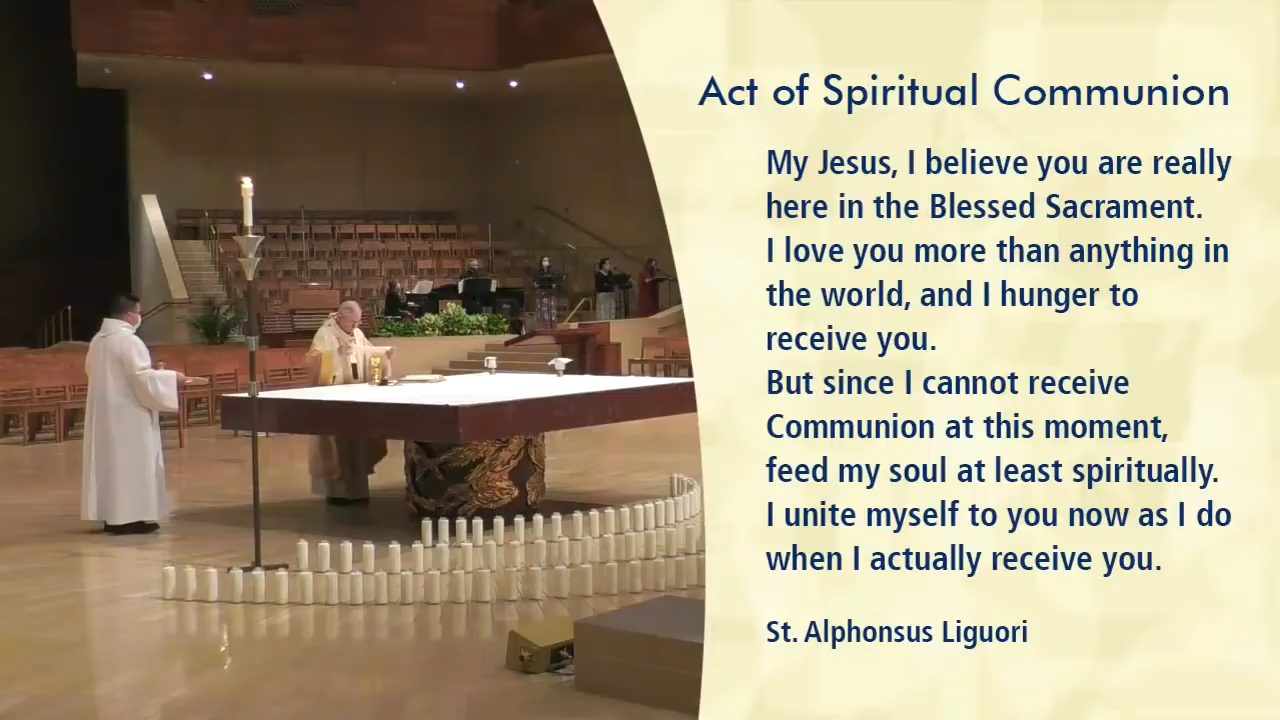 Act of Spiritual Communion
My Jesus, I believe you are really
here in the Blessed Sacrament.
I love you more than anything in
the world, and I hunger to
receive you.
But since I cannot receive
Communion at this moment,
feed my soul at least spiritually.
I unite myself to you now as I do
when I actually receive you.
St. Alphonsus Liguori